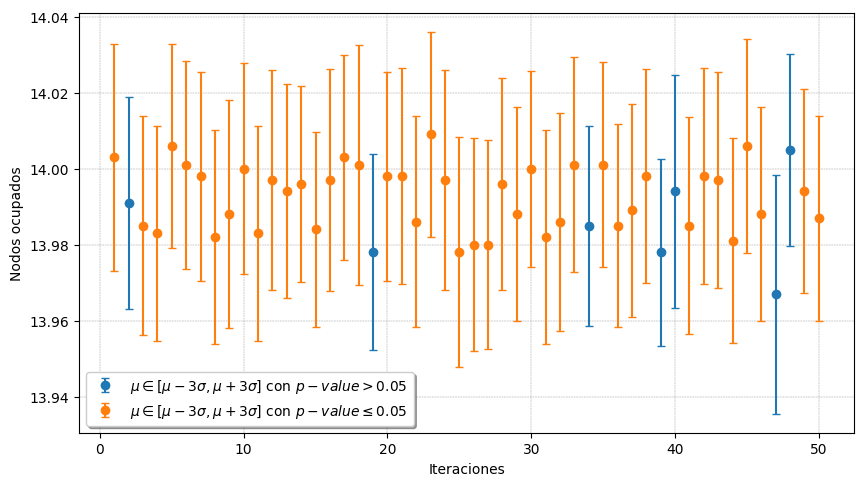 14.04
14.02
14.00
13.98
13.96
13.94
Nodos ocupados
μ ∈ [μ − 3σ, μ + 3σ] con p − value > 0.05
μ ∈ [μ − 3σ, μ + 3σ] con p − value ≤ 0.05
0 10 20 30 40 50
Iteraciones